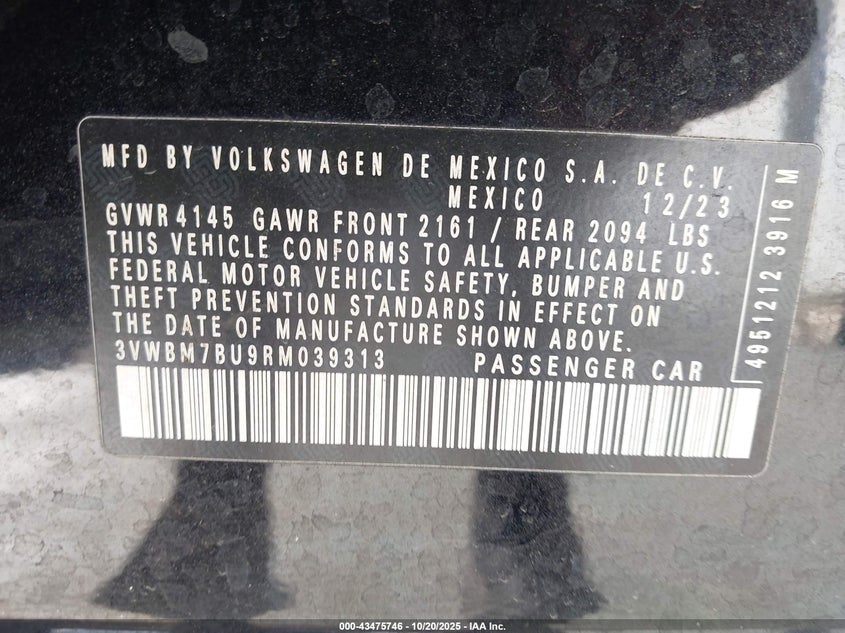 MFD BY VOLKSWAGEN DE MEXICO S.A. DE C.V.
MEXICO 12/23
GVWR 4145 GAWR FRONT 2161 / REAR 2094 LBS
THIS VEHICLE CONFORMS TO ALL APPLICABLE U.S.
FEDERAL MOTOR VEHICLE SAFETY, BUMPER AND
THEFT PREVENTION STANDARDS IN EFFECT ON
THE DATE OF MANUFACTURE SHOWN ABOVE.
3VWBM7BU9RM039313 PASSENGER CAR
4951212 3916 M
000-43475746 - 10/20/2025 - IAA Inc.